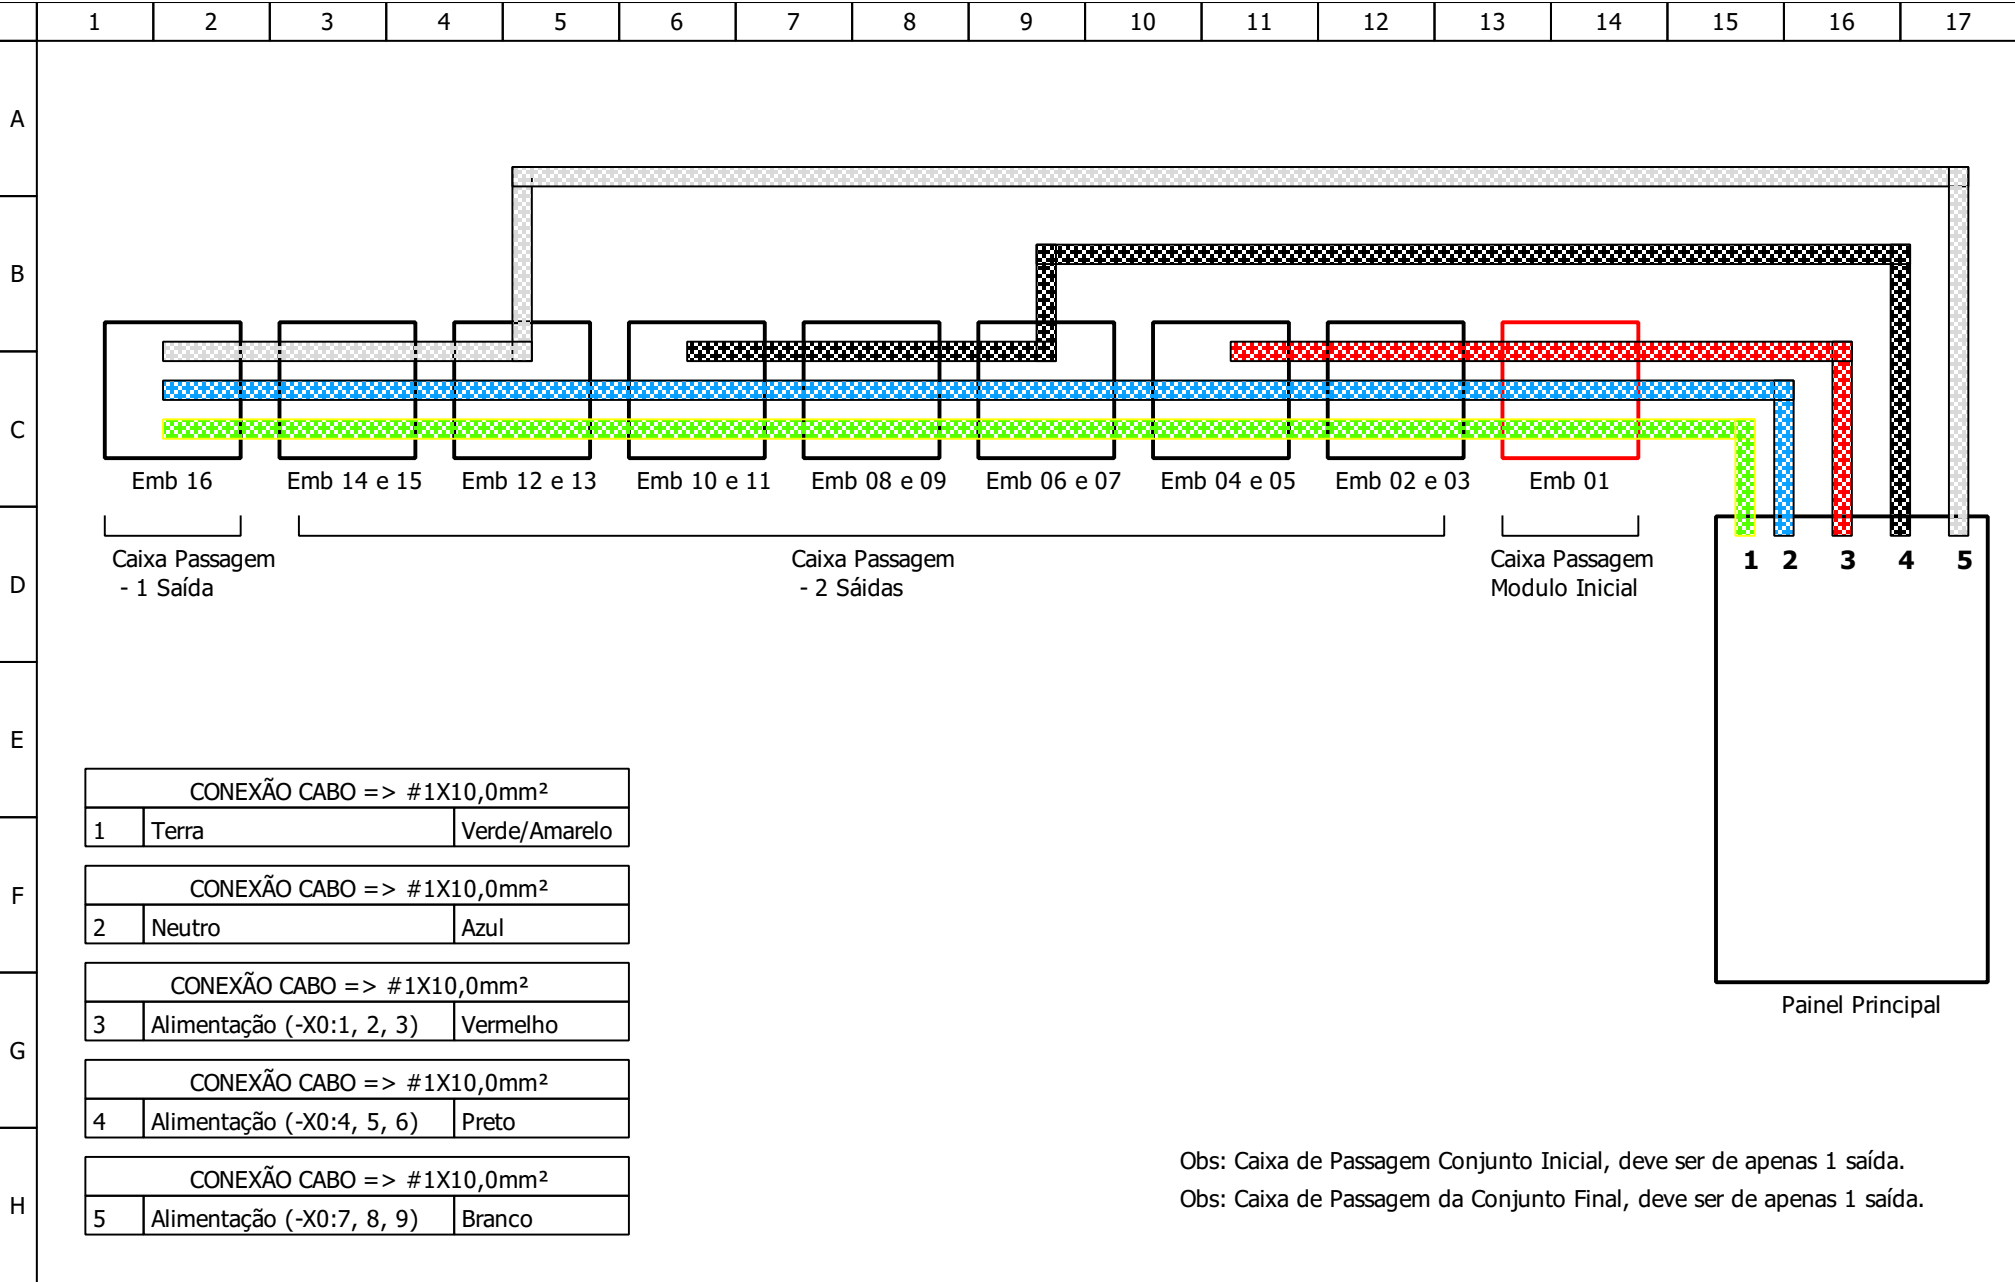 1 2 3 4 5 6 7 8 9 10 11 12 13 14 15 16 17
A
B
C
Emb 16 Emb 14 e 15 Emb 12 e 13 Emb 10 e 11 Emb 08 e 09 Emb 06 e 07 Emb 04 e 05 Emb 02 e 03 Emb 01
Caixa Passagem
- 1 Saída
Caixa Passagem
- 2 Sáidas
Caixa Passagem
Modulo Inicial
1 2 3 4 5
D
E
Painel Principal
CONEXÃO CABO => #1X10,0mm²
1 Terra Verde/Amarelo
F
CONEXÃO CABO => #1X10,0mm²
2 Neutro Azul
CONEXÃO CABO => #1X10,0mm²
3 Alimentação (-X0:1, 2, 3) Vermelho
G
CONEXÃO CABO => #1X10,0mm²
4 Alimentação (-X0:4, 5, 6) Preto
CONEXÃO CABO => #1X10,0mm²
5 Alimentação (-X0:7, 8, 9) Branco
H
Obs: Caixa de Passagem Conjunto Inicial, deve ser de apenas 1 saída.
Obs: Caixa de Passagem da Conjunto Final, deve ser de apenas 1 saída.